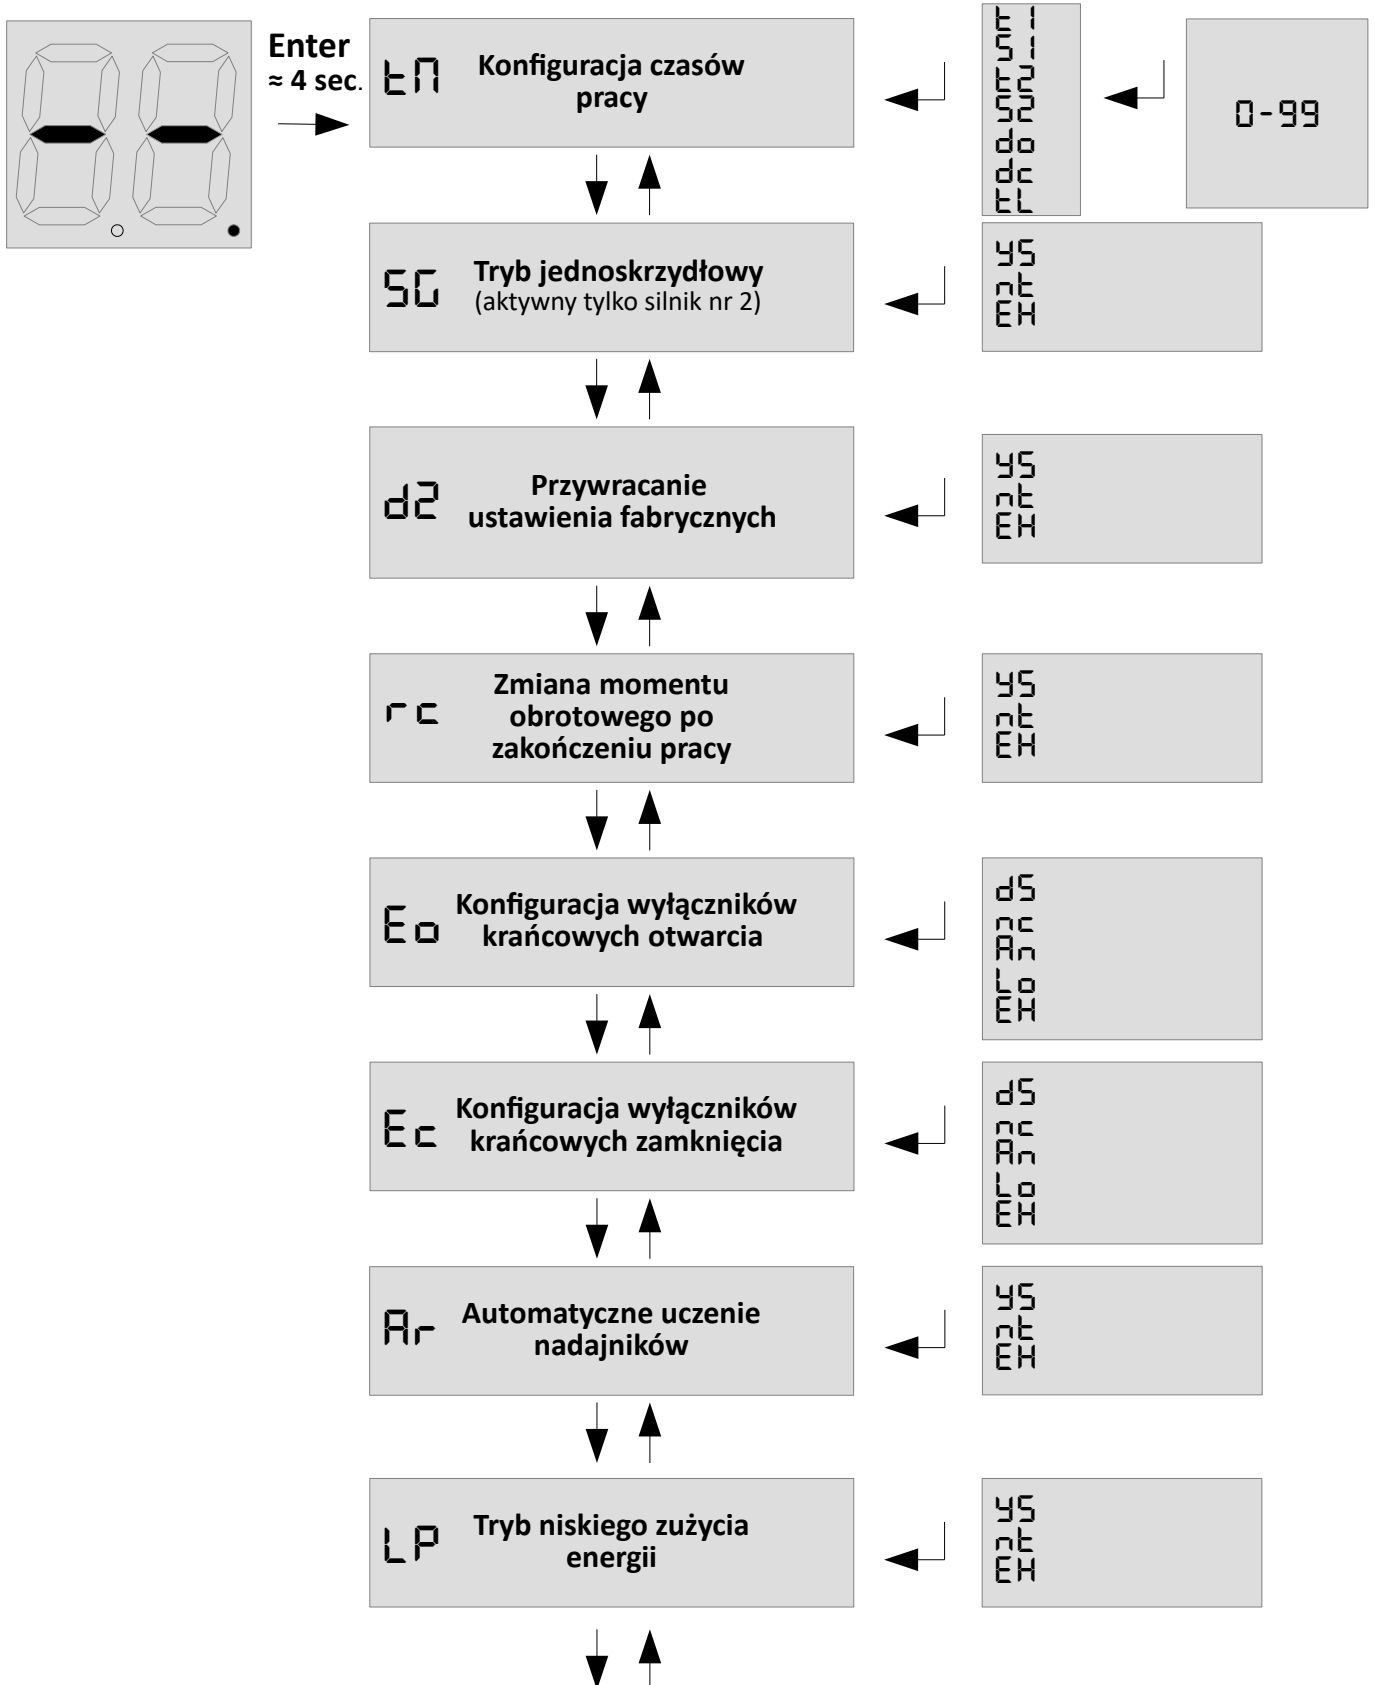 Enter
≈ 4 sec.
tП
Konfiguracja czasów
pracy
t1
S1
t2
S2
do
dc
tL
0-99
SG
Tryb jednoskrzydłowy
(aktywny tylko silnik nr 2)
YS
nt
EH
d2
Przywracanie
ustawienia fabrycznych
YS
nt
EH
rc
Zmiana momentu
obrotowego po
zakończeniu pracy
YS
nt
EH
Eo
Konfiguracja wyłączników
krańcowych otwarcia
dS
nc
An
Lo
EH
Ec
Konfiguracja wyłączników
krańcowych zamknięcia
dS
nc
An
Lo
EH
Ar
Automatyczne uczenie
nadajników
YS
nt
EH
LP
Tryb niskiego zużycia
energii
YS
nt
EH